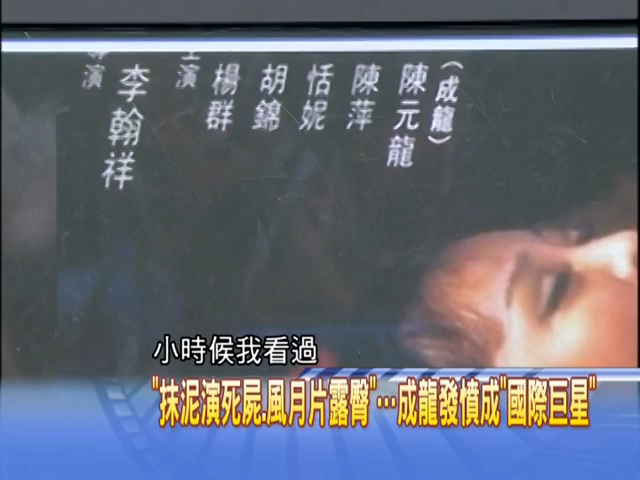 導演
李翰祥
主演
楊群
胡錦
恬妮
陳萍
陳元龍
(成龍)
小時候我看過
"抹泥演死屍.風月片露臀"…成龍發憤成"國際巨星"